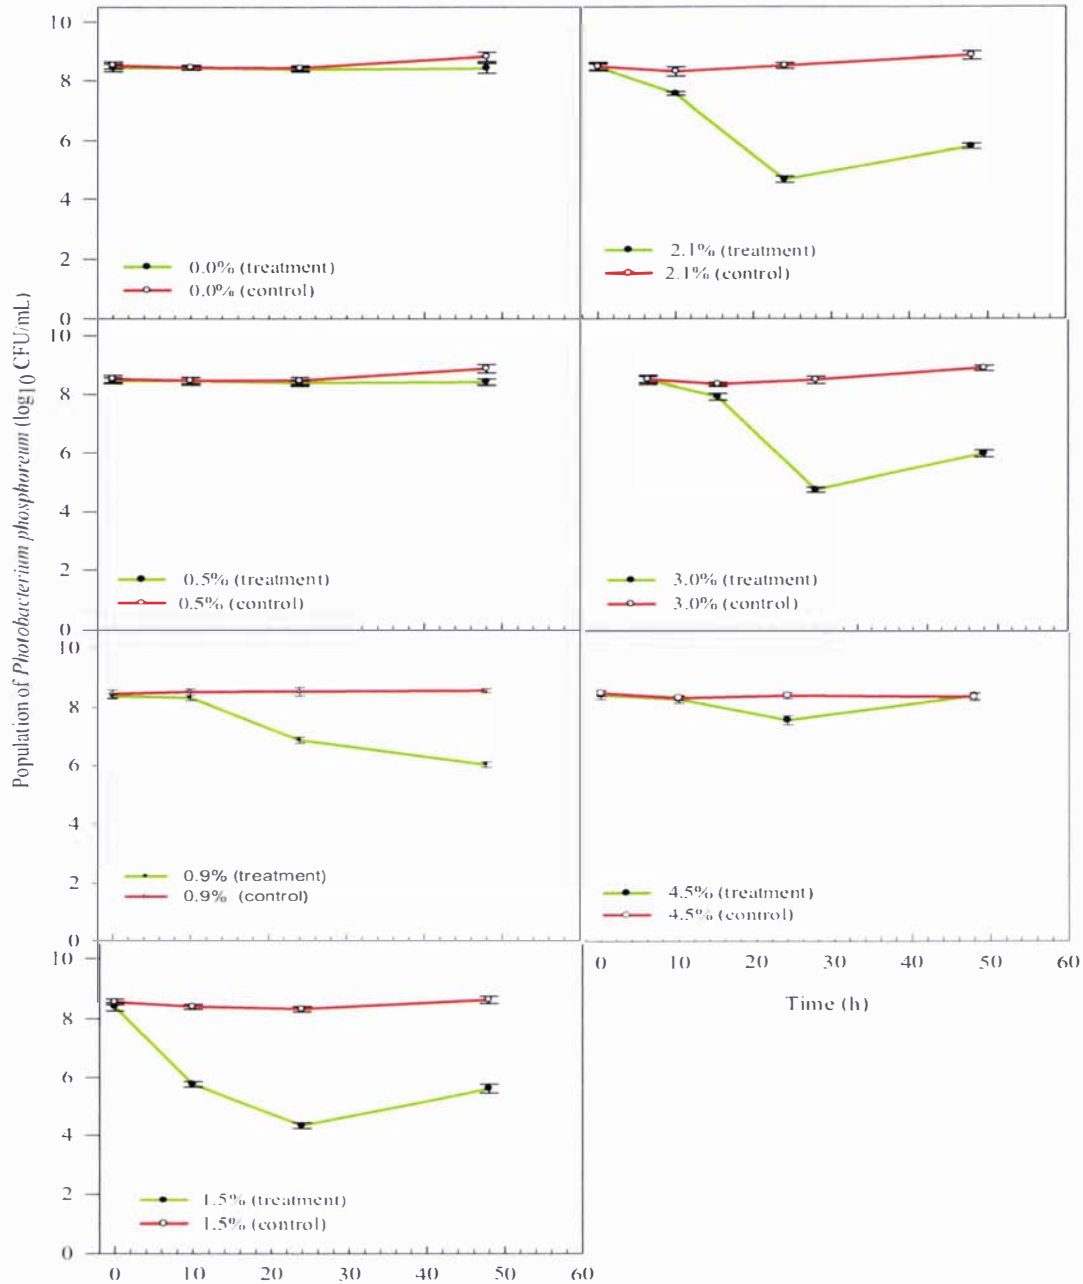 Population of Photobacterium phosphoreum (log10 CFU/mL)
10
8
6
4
2
0
0.0% (treatment)
0.0% (control)
2.1% (treatment)
2.1% (control)
10
8
6
4
2
0
0.5% (treatment)
0.5% (control)
3.0% (treatment)
3.0% (control)
10
8
6
4
2
0
0.9% (treatment)
0.9% (control)
4.5% (treatment)
4.5% (control)
0 10 20 30 40 50 60
Time (h)
10
8
6
4
2
0
1.5% (treatment)
1.5% (control)
0 10 20 30 40 50 60